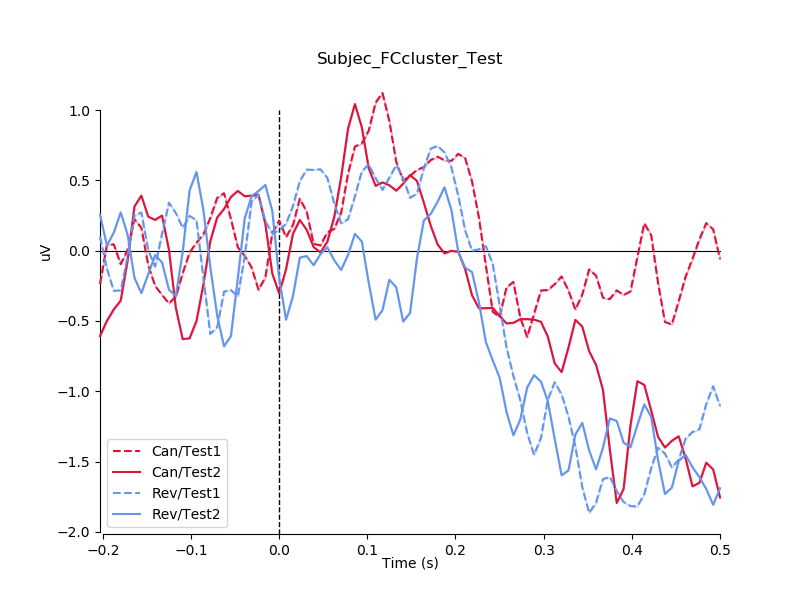 Subjec_FCcluster_Test
uV
1.0
0.5
0.0
−0.5
−1.0
−1.5
−2.0
Can/Test1
Can/Test2
Rev/Test1
Rev/Test2
−0.2
−0.1
0.0
0.1
0.2
0.3
0.4
0.5
Time (s)